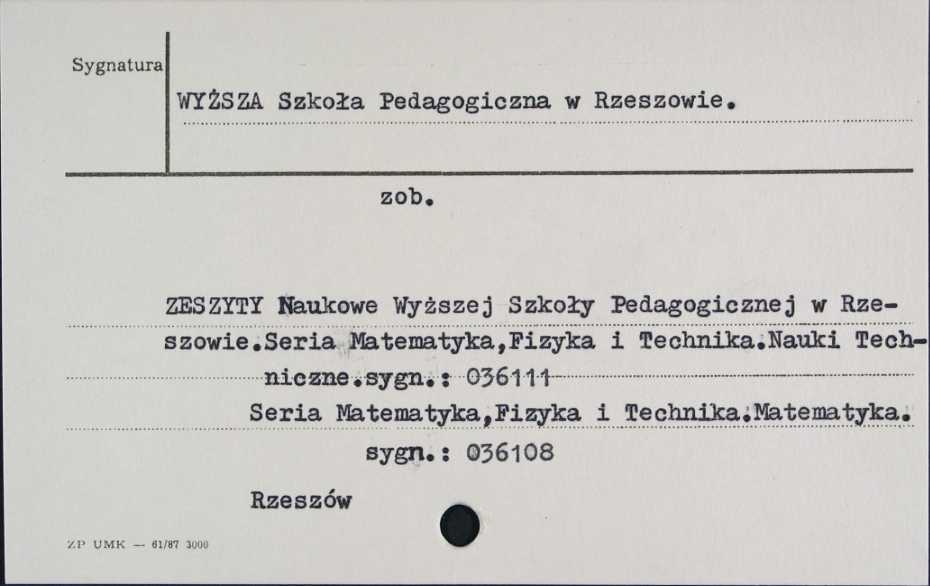 Sygnatura
WYŻSZA Szkoła Pedagogiczna w Rzeszowie.
zob.
ZESZYTY Naukowe Wyższej Szkoły Pedagogicznej w Rze-
szowie.Seria Matematyka,Fizyka i Technika.Nauki Tech-
niczne.sygn.: 036111
Seria Matematyka,Fizyka i Technika.Matematyka.
sygn.: 036108
Rzeszów
ZP UMK — 61/87 3000